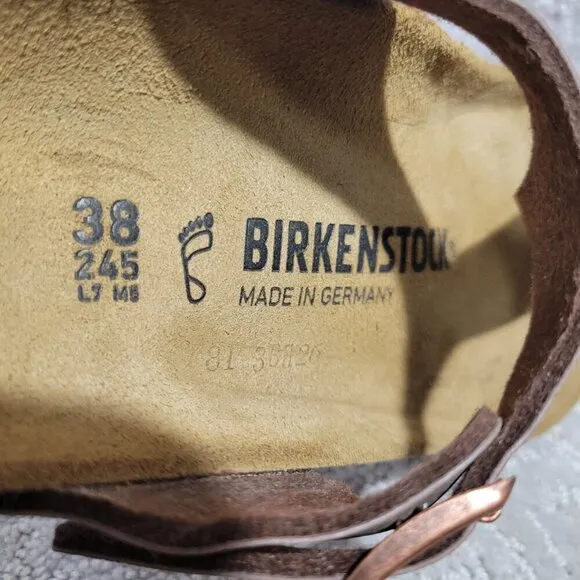 38
245
L7 M5
BIRKENSTOCK
MADE IN GERMANY